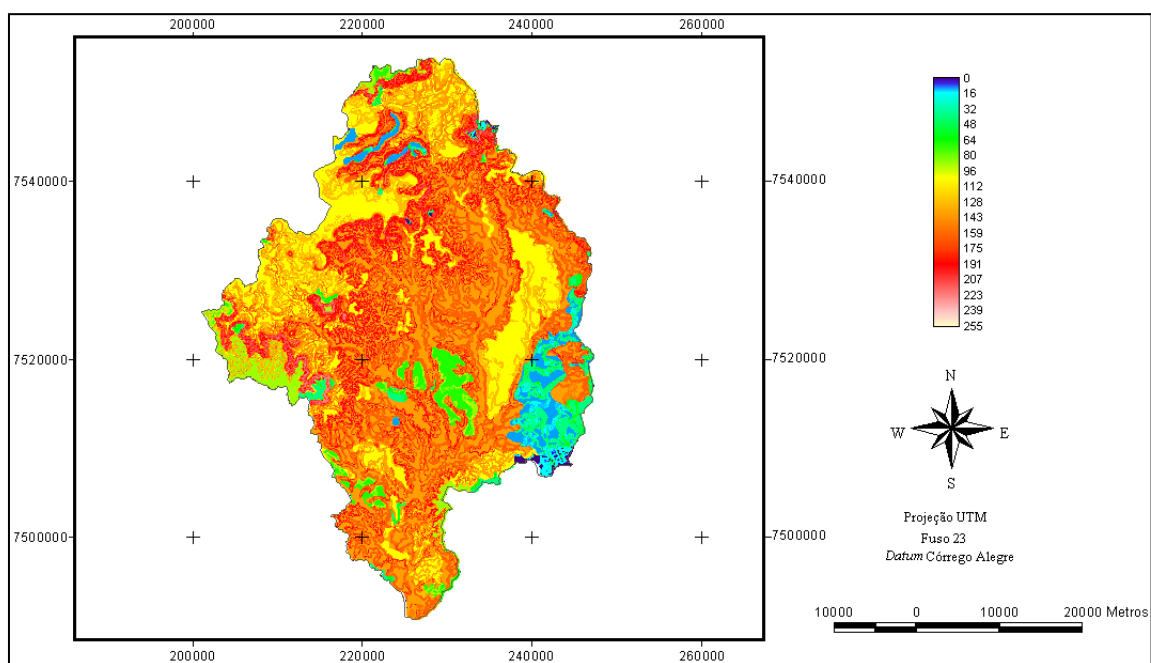 200000 220000 240000 260000
0
16
32
48
64
80
96
112
128
143
159
175
191
207
223
239
255
7540000 7540000
7520000 7520000
7500000 7500000
N
W E
S
Projeção UTM
Fuso 23
Datum Córrego Alegre
10000 0 10000 20000 Metros
200000 220000 240000 260000